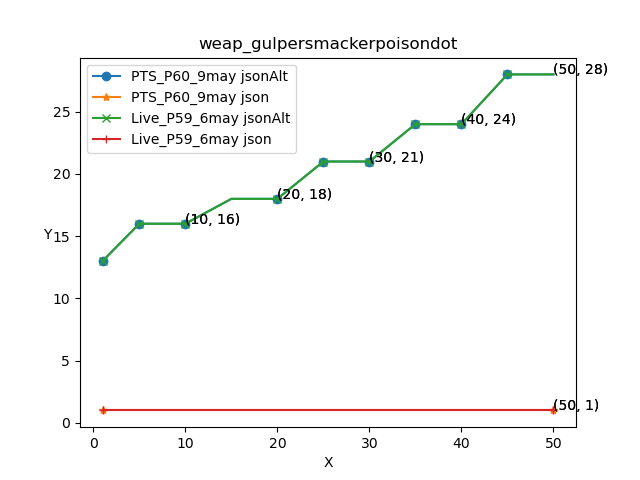 weap_gulpersmackerpoisondot
PTS_P60_9may jsonAlt
PTS_P60_9may json
Live_P59_6may jsonAlt
Live_P59_6may json
(50, 28)
(40, 24)
(30, 21)
(20, 18)
(10, 16)
(50, 1)
Y
25
20
15
10
5
0
0 10 20 30 40 50
X